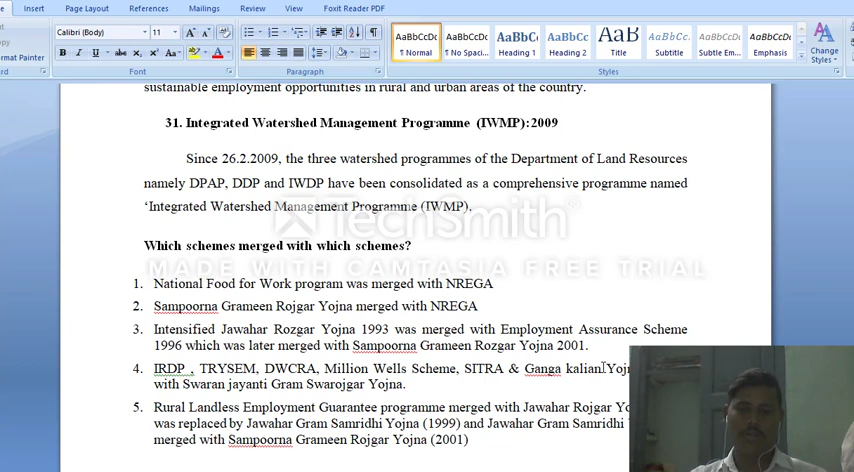 Insert Page Layout References Mailings Review View Foxit Reader PDF
Calibri (Body) 11
AaBbCcDc AaBbCcDc AaBbC AaBbCc AaB AaBbCc. AaBbCcDc AaBbCcDc
Format Painter ¶ Normal ¶ No Spaci... Heading 1 Heading 2 Title Subtitle Subtle Em... Emphasis Change
Styles
Font Paragraph Styles
sustainable employment opportunities in rural and urban areas of the country.
31. Integrated Watershed Management Programme (IWMP):2009
Since 26.2.2009, the three watershed programmes of the Department of Land Resources
namely DPAP, DDP and IWDP have been consolidated as a comprehensive programme named
‘Integrated Watershed Management Programme (IWMP).
TechSmith
MADE WITH CAMTASIA FREE TRIAL
Which schemes merged with which schemes?
1. National Food for Work program was merged with NREGA
2. Sampoorna Grameen Rojgar Yojna merged with NREGA
3. Intensified Jawahar Rozgar Yojna 1993 was merged with Employment Assurance Scheme
1996 which was later merged with Sampoorna Grameen Rozgar Yojna 2001.
4. IRDP , TRYSEM, DWCRA, Million Wells Scheme, SITRA & Ganga kalian
with Swaran jayanti Gram Swarojgar Yojna.
5. Rural Landless Employment Guarantee programme merged with Jawahar Rojgar
was replaced by Jawahar Gram Samridhi Yojna (1999) and Jawahar Gram Samridhi
merged with Sampoorna Grameen Rojgar Yojna (2001)